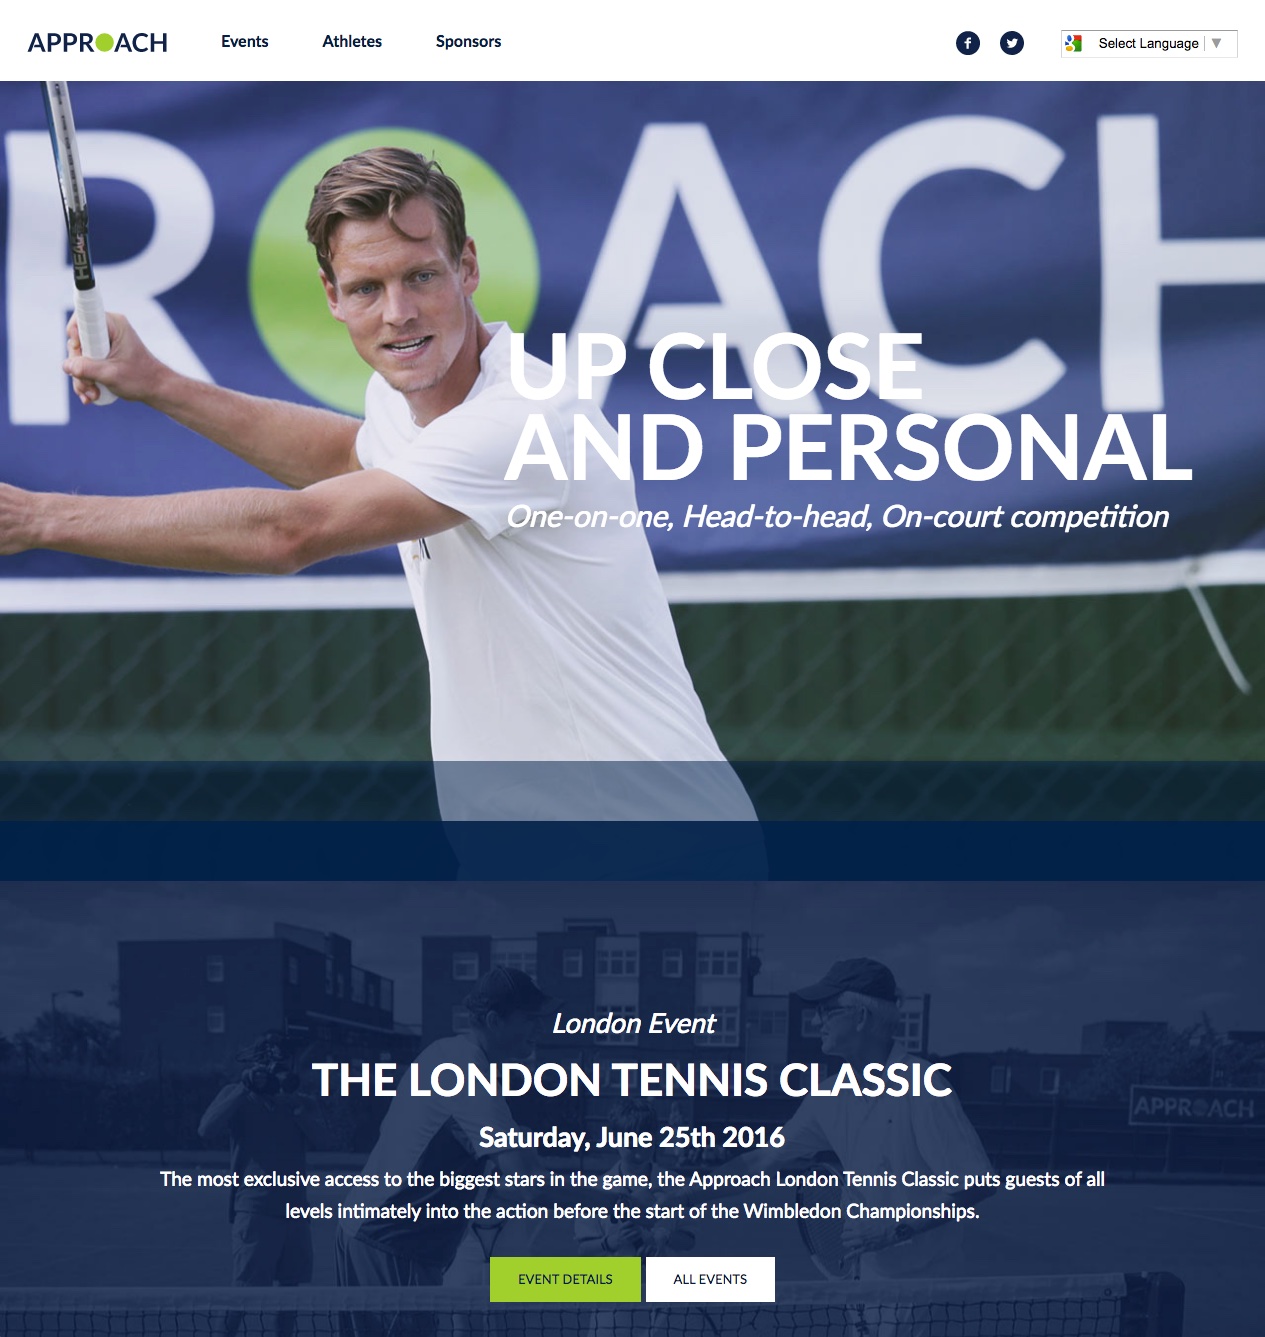 APPROACH
Events
Athletes
Sponsors
Select Language
▼
ROACH
HEAD
UP CLOSE
AND PERSONAL
One-on-one, Head-to-head, On-court competition
London Event
THE LONDON TENNIS CLASSIC
Saturday, June 25th 2016
The most exclusive access to the biggest stars in the game, the Approach London Tennis Classic puts guests of all
levels intimately into the action before the start of the Wimbledon Championships.
APPROACH
EVENT DETAILS
ALL EVENTS